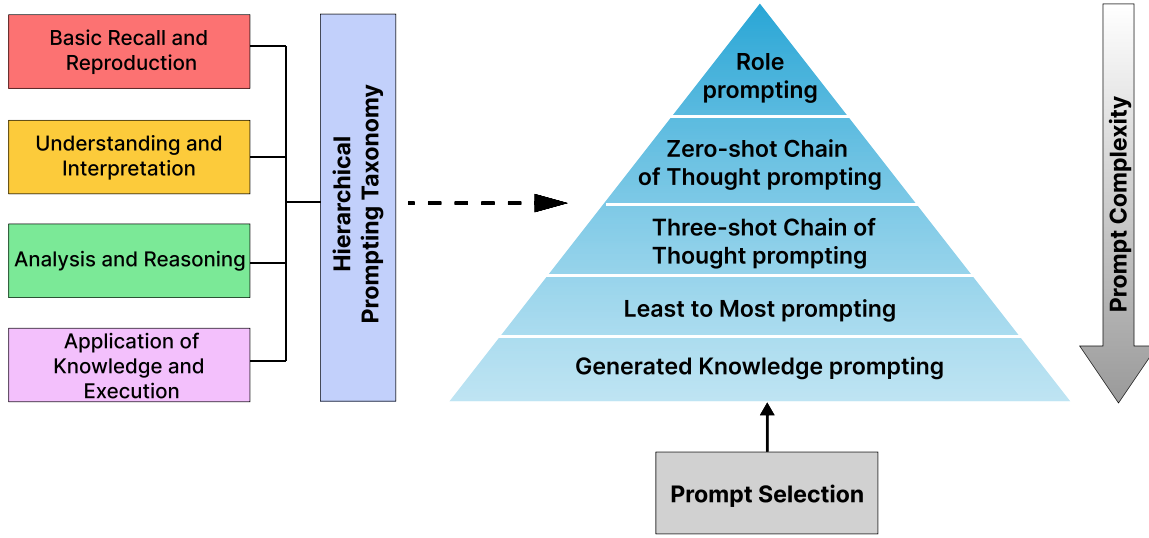 Basic Recall and
Reproduction
Understanding and
Interpretation
Analysis and Reasoning
Application of
Knowledge and
Execution
Hierarchical
Prompting Taxonomy
Role
prompting
Zero-shot Chain
of Thought prompting
Three-shot Chain of
Thought prompting
Least to Most prompting
Generated Knowledge prompting
Prompt Selection
Prompt Complexity